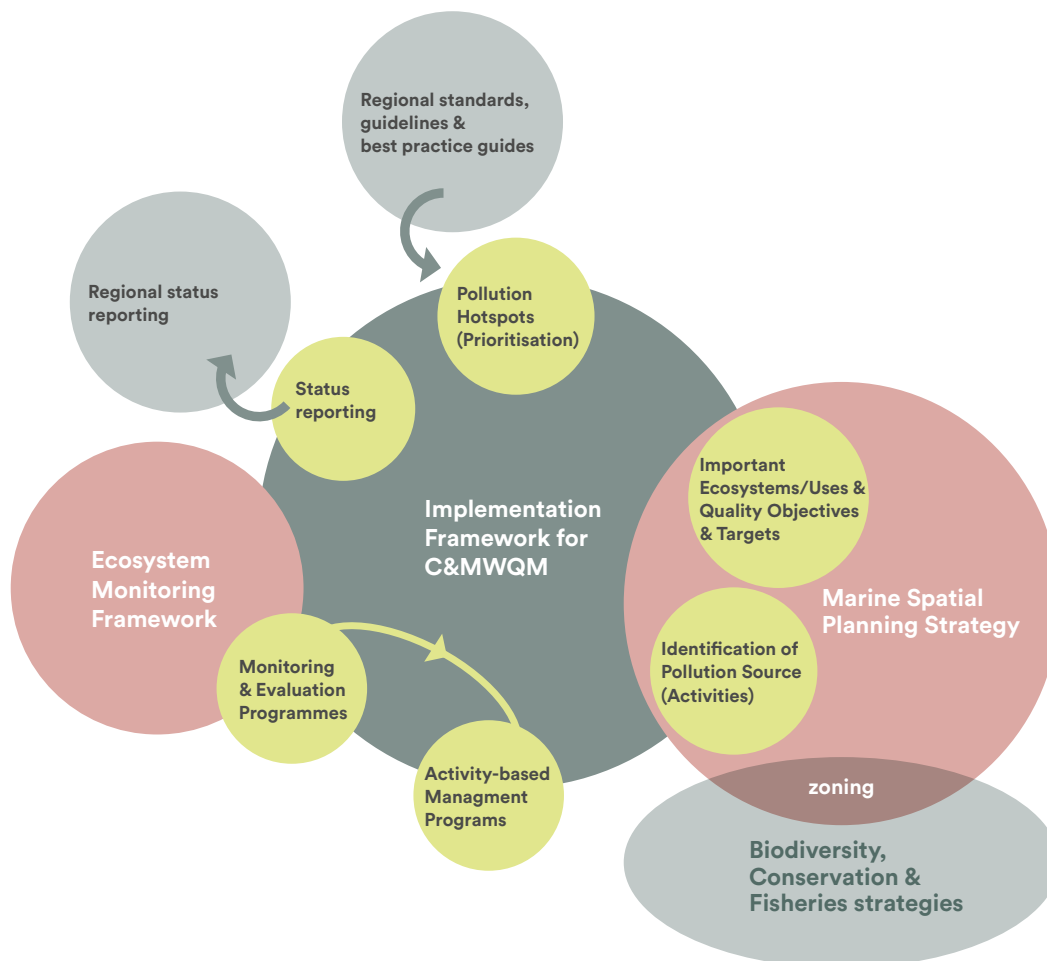 Regional standards,
guidelines &
best practice guides
Regional status
reporting
Pollution
Hotspots
(Prioritisation)
Status
reporting
Important
Ecosystems/Uses &
Quality Objectives
& Targets
Implementation
Framework for
C&MWQM
Ecosystem
Monitoring
Framework
Marine Spatial
Planning Strategy
Identification of
Pollution Source
(Activities)
Monitoring
& Evaluation
Programmes
Activity-based
Managment
Programs
zoning
Biodiversity,
Conservation &
Fisheries strategies